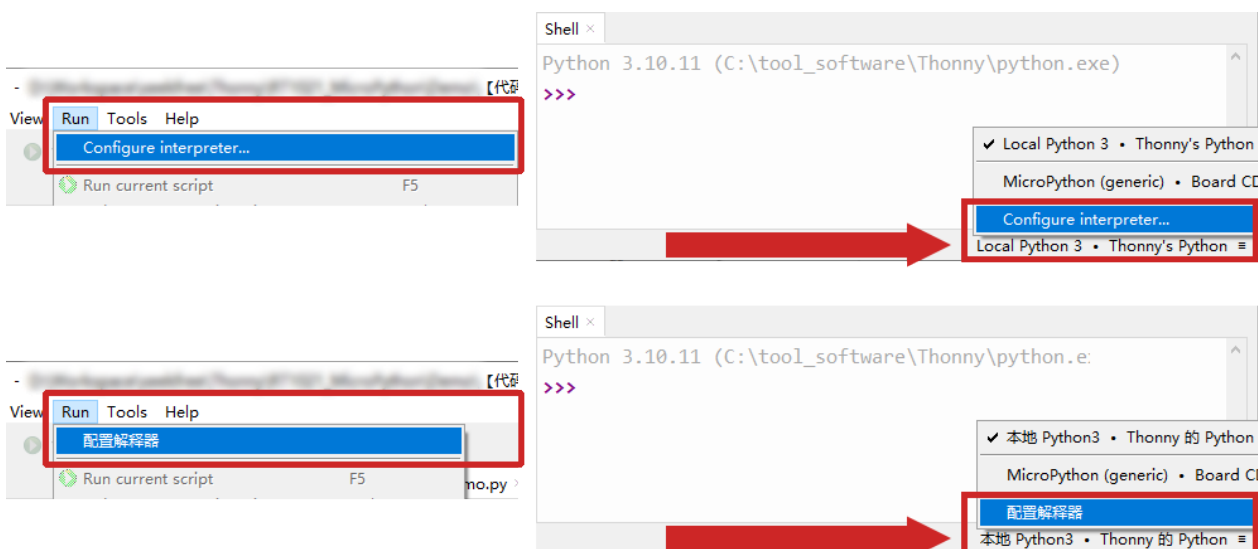 - 【代码
View Run Tools Help
Configure interpreter...
Run current script F5
Shell ×
Python 3.10.11 (C:\tool_software\Thonny\python.exe)
>>>
✓ Local Python 3 • Thonny's Python
MicroPython (generic) • Board CD
Configure interpreter...
Local Python 3 • Thonny's Python ≡
- 【代码
View Run Tools Help
配置解释器
Run current script F5
mo.py
Shell ×
Python 3.10.11 (C:\tool_software\Thonny\python.e
>>>
✓ 本地 Python3 • Thonny 的 Python
MicroPython (generic) • Board CD
配置解释器
本地 Python3 • Thonny 的 Python ≡